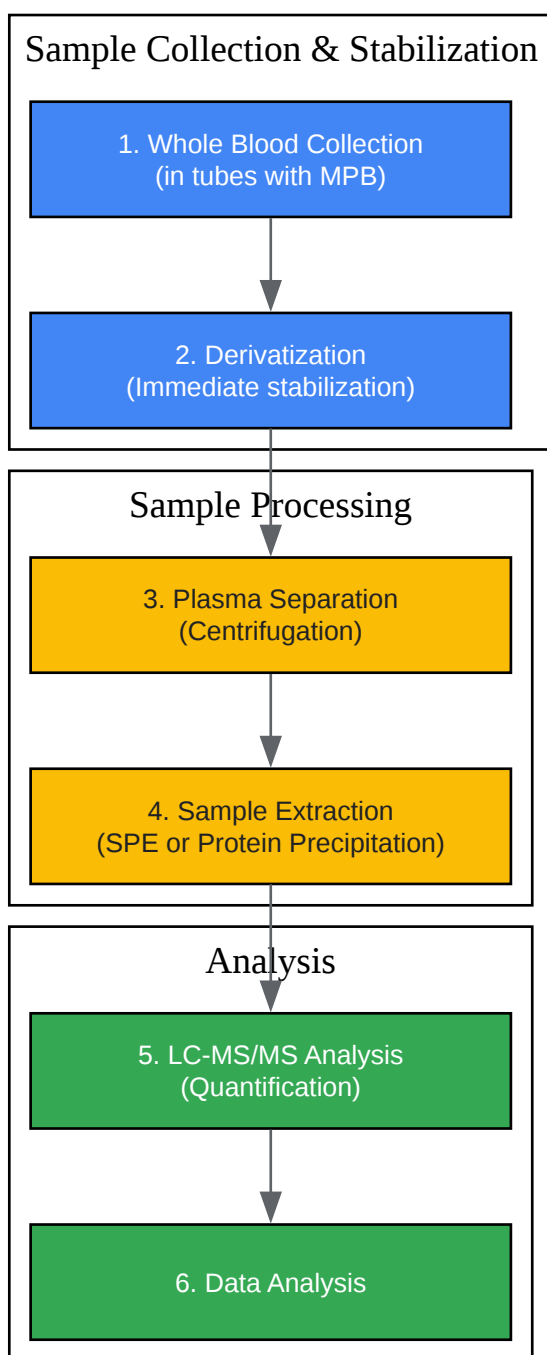 Sample Collection & Stabilization
1. Whole Blood Collection
(in tubes with MPB)
2. Derivatization
(Immediate stabilization)
Sample Processing
3. Plasma Separation
(Centrifugation)
4. Sample Extraction
(SPE or Protein Precipitation)
Analysis
5. LC-MS/MS Analysis
(Quantification)
6. Data Analysis